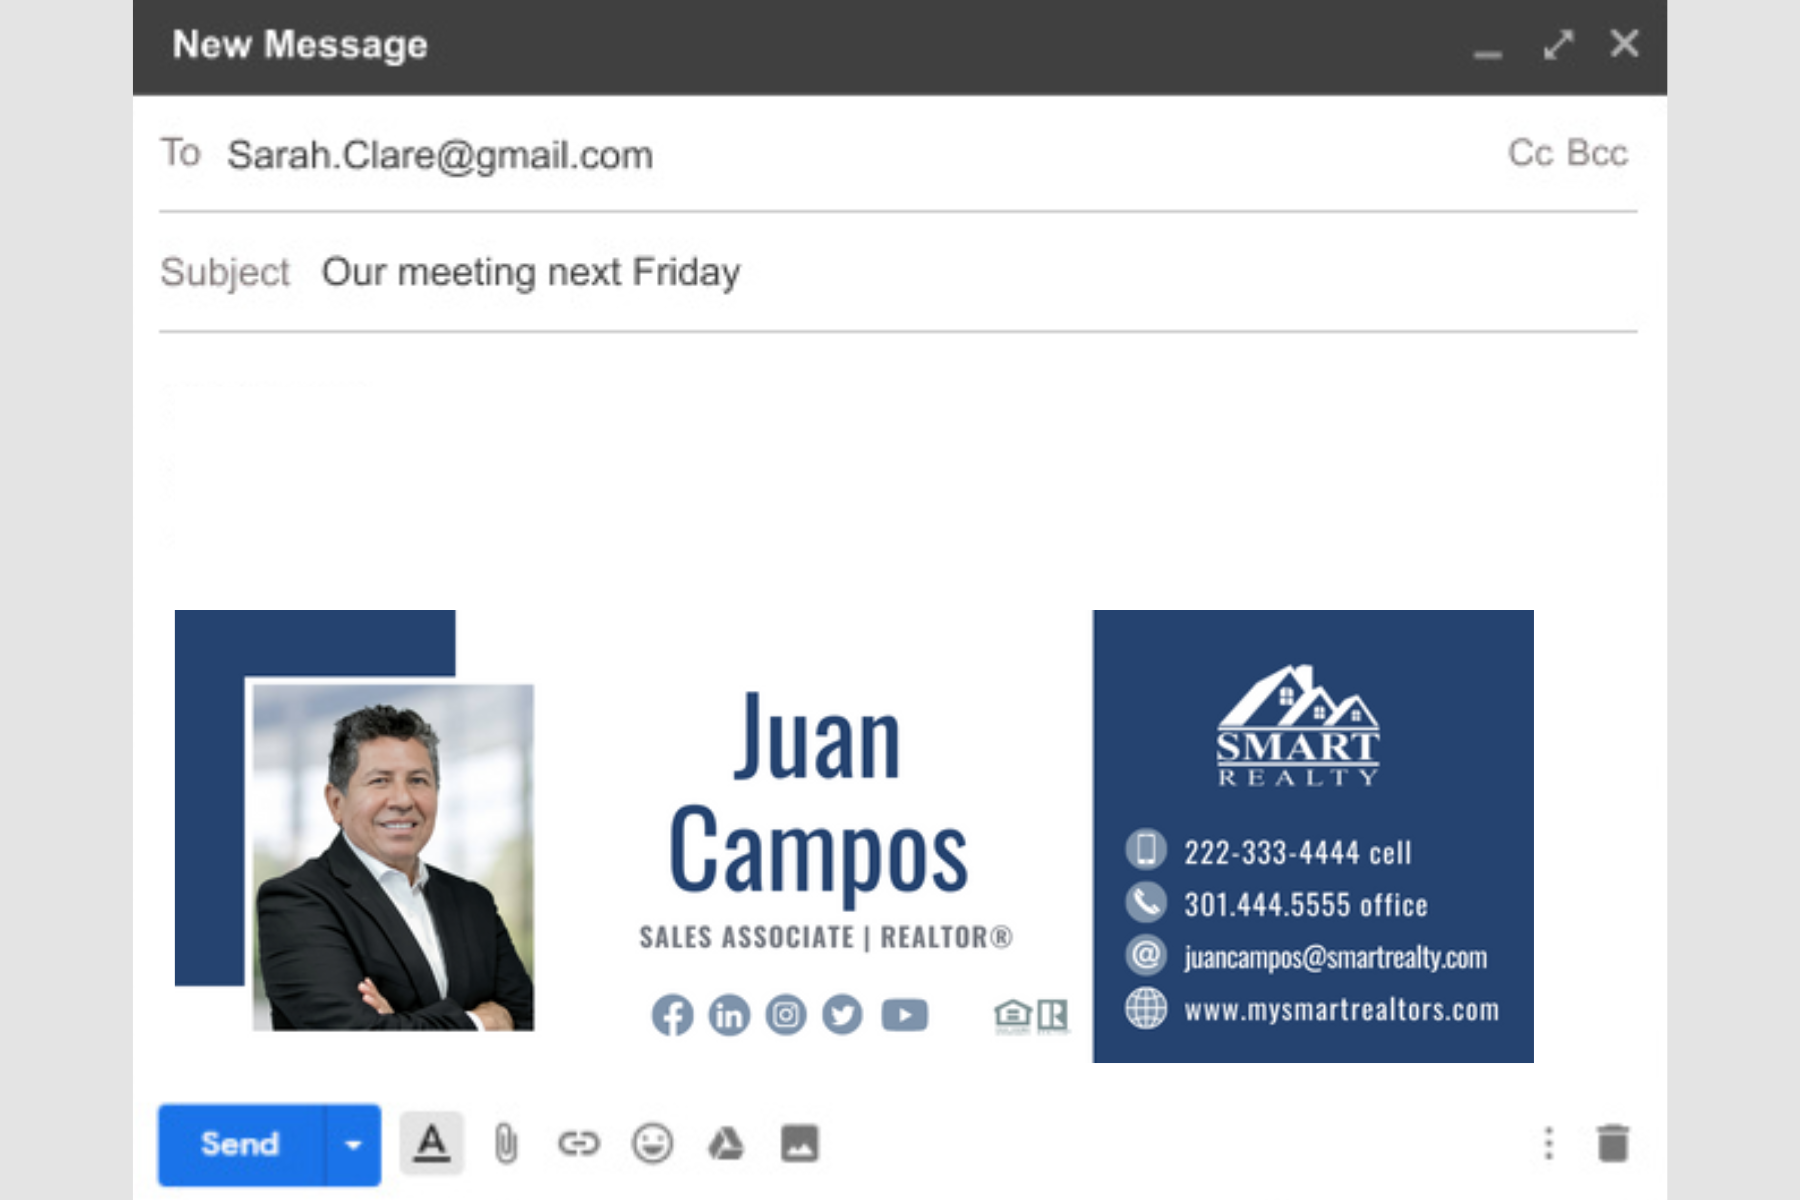 New Message
To Sarah.Clare@gmail.com Cc Bcc
Subject Our meeting next Friday
Juan
Campos
SALES ASSOCIATE | REALTOR®
SMART
REALTY
222-333-4444 cell
301.444.5555 office
juancampos@smartrealty.com
www.mysmartrealtors.com
Send